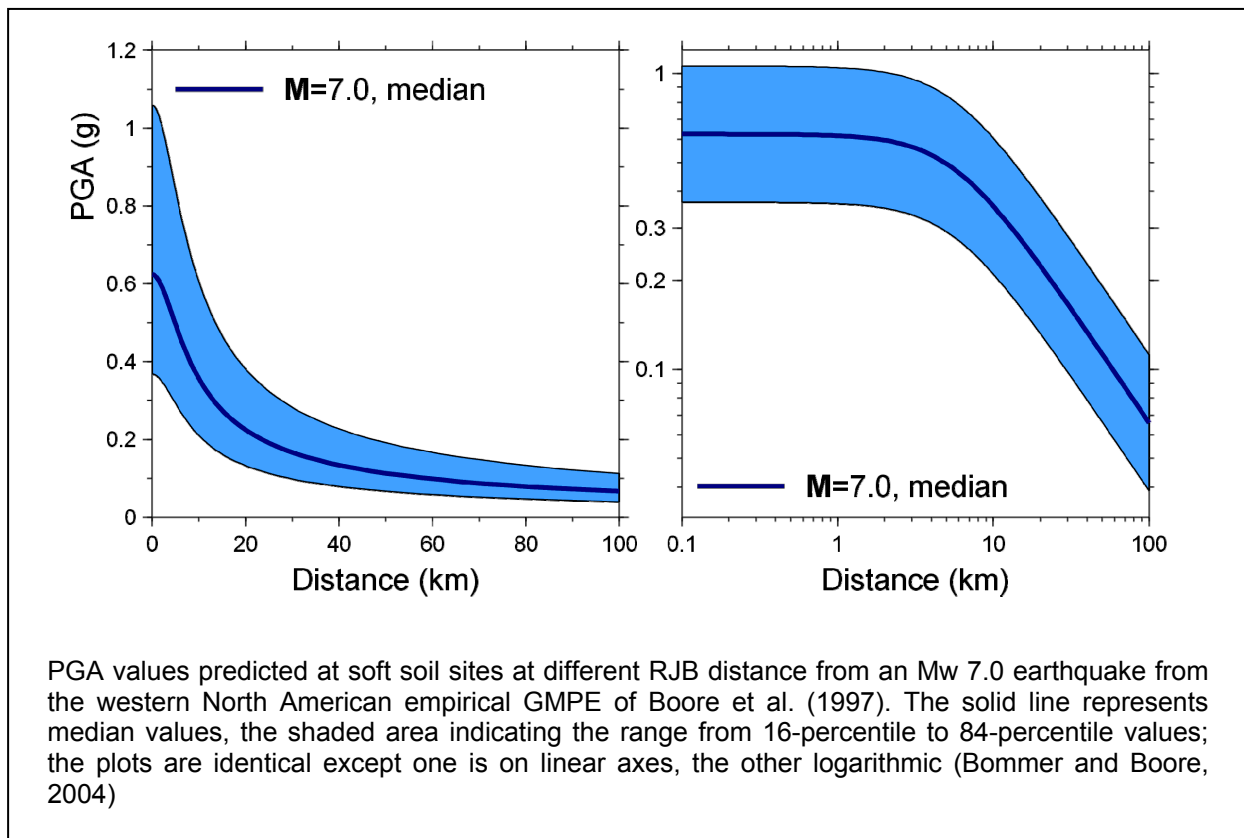 1.2
1
0.8
0.6
0.4
0.2
0
PGA (g)
M=7.0, median
0 20 40 60 80 100
Distance (km)
1
0.3
0.2
0.1
M=7.0, median
0.1 1 10 100
Distance (km)
PGA values predicted at soft soil sites at different RJB distance from an Mw 7.0 earthquake from
the western North American empirical GMPE of Boore et al. (1997). The solid line represents
median values, the shaded area indicating the range from 16-percentile to 84-percentile values;
the plots are identical except one is on linear axes, the other logarithmic (Bommer and Boore,
2004)